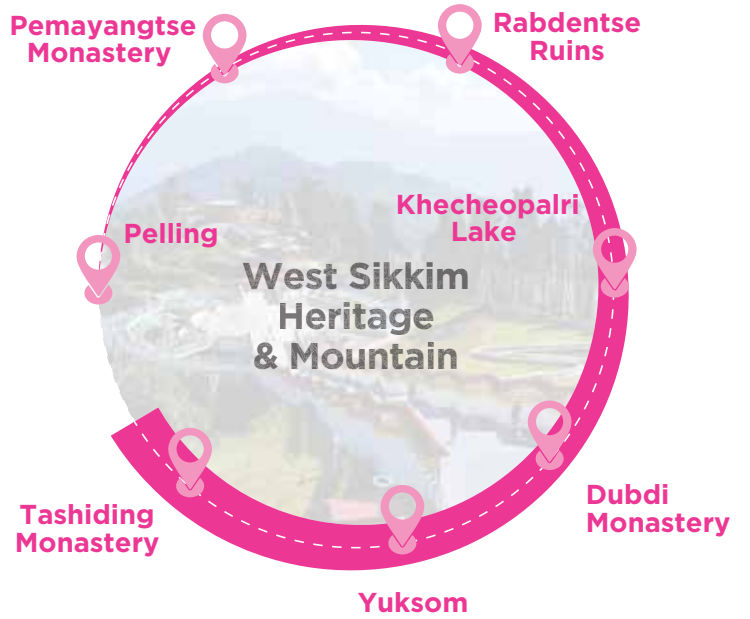 Pemayangtse
Monastery
Rabdentse
Ruins
Khecheopalri
Lake
Pelling
West Sikkim
Heritage
& Mountain
Dubdi
Monastery
Tashiding
Monastery
Yuksom